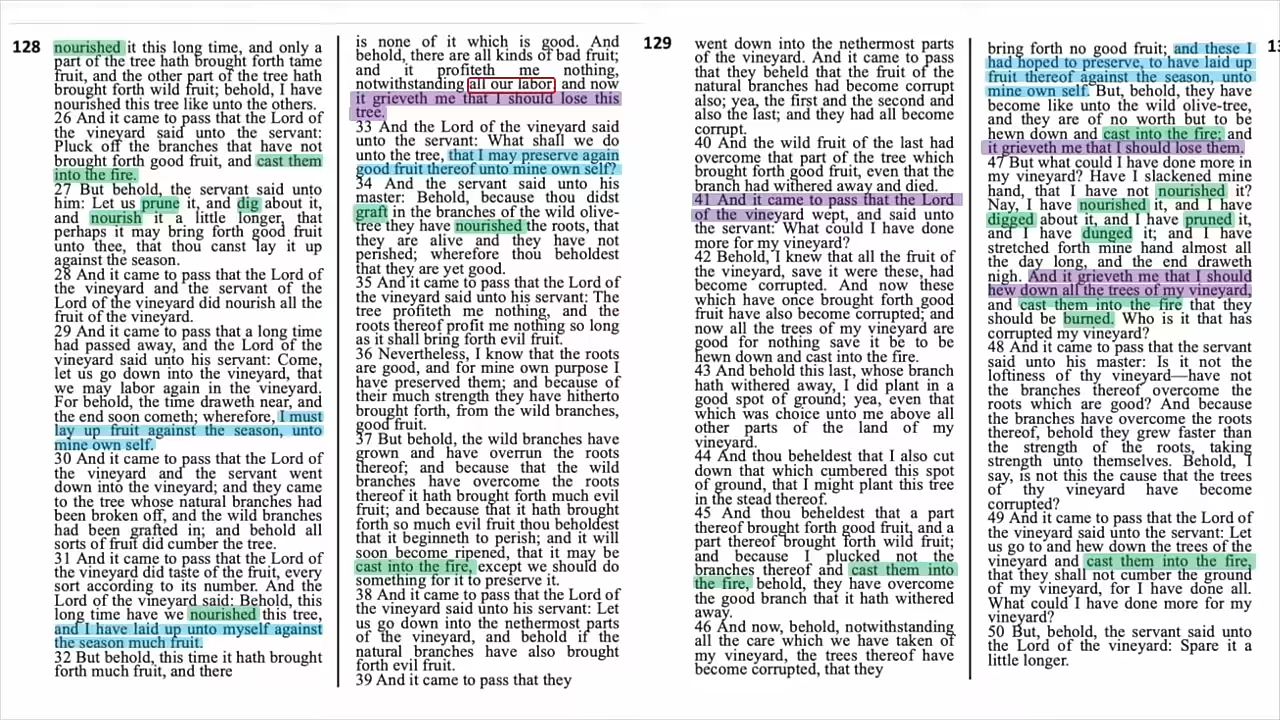 128
nourished it this long time, and only a
part of the tree hath brought forth tame
fruit, and the other part of the tree hath
brought forth wild fruit; behold, I have
nourished this tree like unto the others.
26 And it came to pass that the Lord of
the vineyard said unto the servant:
Pluck off the branches that have not
brought forth good fruit, and cast them
into the fire.
27 But behold, the servant said unto
him: Let us prune it, and dig about it,
and nourish it a little longer, that
perhaps it may bring forth good fruit
unto thee, that thou canst lay it up
against the season.
28 And it came to pass that the Lord of
the vineyard and the servant of the
Lord of the vineyard did nourish all the
fruit of the vineyard.
29 And it came to pass that a long time
had passed away, and the Lord of the
vineyard said unto his servant: Come,
let us go down into the vineyard, that
we may labor again in the vineyard.
For behold, the time draweth near, and
the end soon cometh; wherefore, I must
lay up fruit against the season, unto
mine own self.
30 And it came to pass that the Lord of
the vineyard and the servant went
down into the vineyard; and they came
to the tree whose natural branches had
been broken off, and the wild branches
had been grafted in; and behold all
sorts of fruit did cumber the tree.
31 And it came to pass that the Lord of
the vineyard did taste of the fruit, every
sort according to its number. And the
Lord of the vineyard said: Behold, this
long time have we nourished this tree,
and I have laid up unto myself against
the season much fruit.
32 But behold, this time it hath brought
forth much fruit, and there
is none of it which is good. And
behold, there are all kinds of bad fruit;
and it profiteth me nothing,
notwithstanding all our labor; and now
it grieveth me that I should lose this
tree.
33 And the Lord of the vineyard said
unto the servant: What shall we do
unto the tree, that I may preserve again
good fruit thereof unto mine own self?
34 And the servant said unto his
master: Behold, because thou didst
graft in the branches of the wild olive-
tree they have nourished the roots, that
they are alive and they have not
perished; wherefore thou beholdest
that they are yet good.
35 And it came to pass that the Lord of
the vineyard said unto his servant: The
tree profiteth me nothing, and the
roots thereof profit me nothing so long
as it shall bring forth evil fruit.
36 Nevertheless, I know that the roots
are good, and for mine own purpose I
have preserved them; and because of
their much strength they have hitherto
brought forth, from the wild branches,
good fruit.
37 But behold, the wild branches have
grown and have overrun the roots
thereof; and because that the wild
branches have overcome the roots
thereof it hath brought forth much evil
fruit; and because that it hath brought
forth so much evil fruit thou beholdest
that it beginneth to perish; and it will
soon become ripened, that it may be
cast into the fire, except we should do
something for it to preserve it.
38 And it came to pass that the Lord of
the vineyard said unto his servant: Let
us go down into the nethermost parts
of the vineyard, and behold if the
natural branches have also brought
forth evil fruit.
39 And it came to pass that they
129
went down into the nethermost parts
of the vineyard. And it came to pass
that they beheld that the fruit of the
natural branches had become corrupt
also; yea, the first and the second and
also the last; and they had all become
corrupt.
40 And the wild fruit of the last had
overcome that part of the tree which
brought forth good fruit, even that the
branch had withered away and died.
41 And it came to pass that the Lord
of the vineyard wept, and said unto
the servant: What could I have done
more for my vineyard?
42 Behold, I knew that all the fruit of
the vineyard, save it were these, had
become corrupted. And now these
which have once brought forth good
fruit have also become corrupted; and
now all the trees of my vineyard are
good for nothing save it be to be
hewn down and cast into the fire.
43 And behold this last, whose branch
hath withered away, I did plant in a
good spot of ground; yea, even that
which was choice unto me above all
other parts of the land of my
vineyard.
44 And thou beheldest that I also cut
down that which cumbered this spot
of ground, that I might plant this tree
in the stead thereof.
45 And thou beheldest that a part
thereof brought forth good fruit, and a
part thereof brought forth wild fruit;
and because I plucked not the
branches thereof and cast them into
the fire, behold, they have overcome
the good branch that it hath withered
away.
46 And now, behold, notwithstanding
all the care which we have taken of
my vineyard, the trees thereof have
become corrupted, that they
bring forth no good fruit; and these I
had hoped to preserve, to have laid up
fruit thereof against the season, unto
mine own self. But, behold, they have
become like unto the wild olive-tree,
and they are of no worth but to be
hewn down and cast into the fire; and
it grieveth me that I should lose them.
47 But what could I have done more in
my vineyard? Have I slackened mine
hand, that I have not nourished it?
Nay, I have nourished it, and I have
digged about it, and I have pruned it,
and I have dunged it; and I have
stretched forth mine hand almost all
the day long, and the end draweth
nigh. And it grieveth me that I should
hew down all the trees of my vineyard,
and cast them into the fire that they
should be burned. Who is it that has
corrupted my vineyard?
48 And it came to pass that the servant
said unto his master: Is it not the
loftiness of thy vineyard—have not
the branches thereof overcome the
roots which are good? And because
the branches have overcome the roots
thereof, behold they grew faster than
the strength of the roots, taking
strength unto themselves. Behold, I
say, is not this the cause that the trees
of thy vineyard have become
corrupted?
49 And it came to pass that the Lord of
the vineyard said unto the servant: Let
us go to and hew down the trees of the
vineyard and cast them into the fire,
that they shall not cumber the ground
of my vineyard, for I have done all.
What could I have done more for my
vineyard?
50 But, behold, the servant said unto
the Lord of the vineyard: Spare it a
little longer.